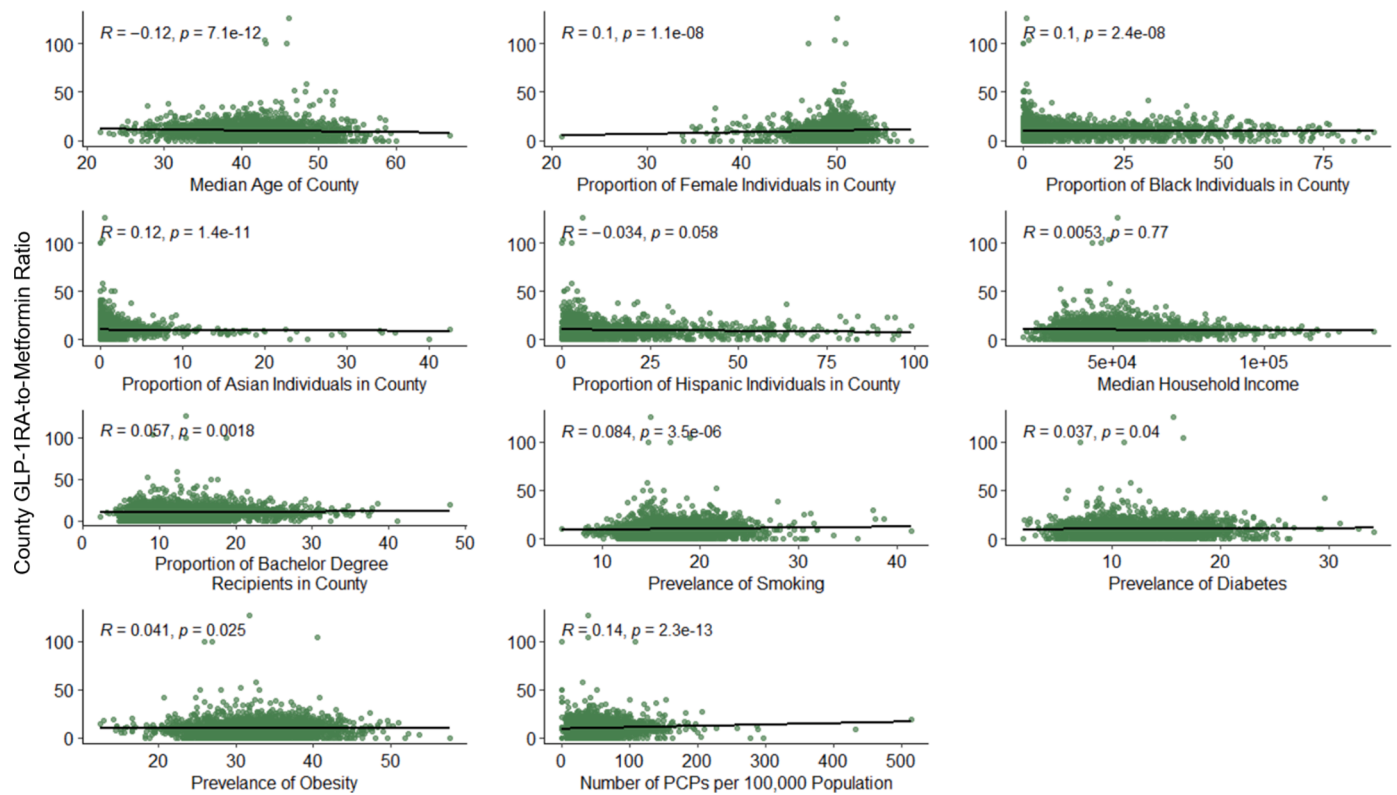 County GLP-1RA-to-Metformin Ratio
R = −0.12, p = 7.1e-12
100
50
0
20 30 40 50 60
Median Age of County
R = 0.1, p = 1.1e-08
100
50
0
20 30 40 50
Proportion of Female Individuals in County
R = 0.1, p = 2.4e-08
100
50
0
0 25 50 75
Proportion of Black Individuals in County
R = 0.12, p = 1.4e-11
100
50
0
0 10 20 30 40
Proportion of Asian Individuals in County
R = −0.034, p = 0.058
100
50
0
0 25 50 75 100
Proportion of Hispanic Individuals in County
R = 0.0053, p = 0.77
100
50
0
5e+04 1e+05
Median Household Income
R = 0.057, p = 0.0018
100
50
0
0 10 20 30 40 50
Proportion of Bachelor Degree
Recipients in County
R = 0.084, p = 3.5e-06
100
50
0
10 20 30 40
Prevelance of Smoking
R = 0.037, p = 0.04
100
50
0
10 20 30
Prevelance of Diabetes
R = 0.041, p = 0.025
100
50
0
20 30 40 50
Prevelance of Obesity
R = 0.14, p = 2.3e-13
100
50
0
0 100 200 300 400 500
Number of PCPs per 100,000 Population